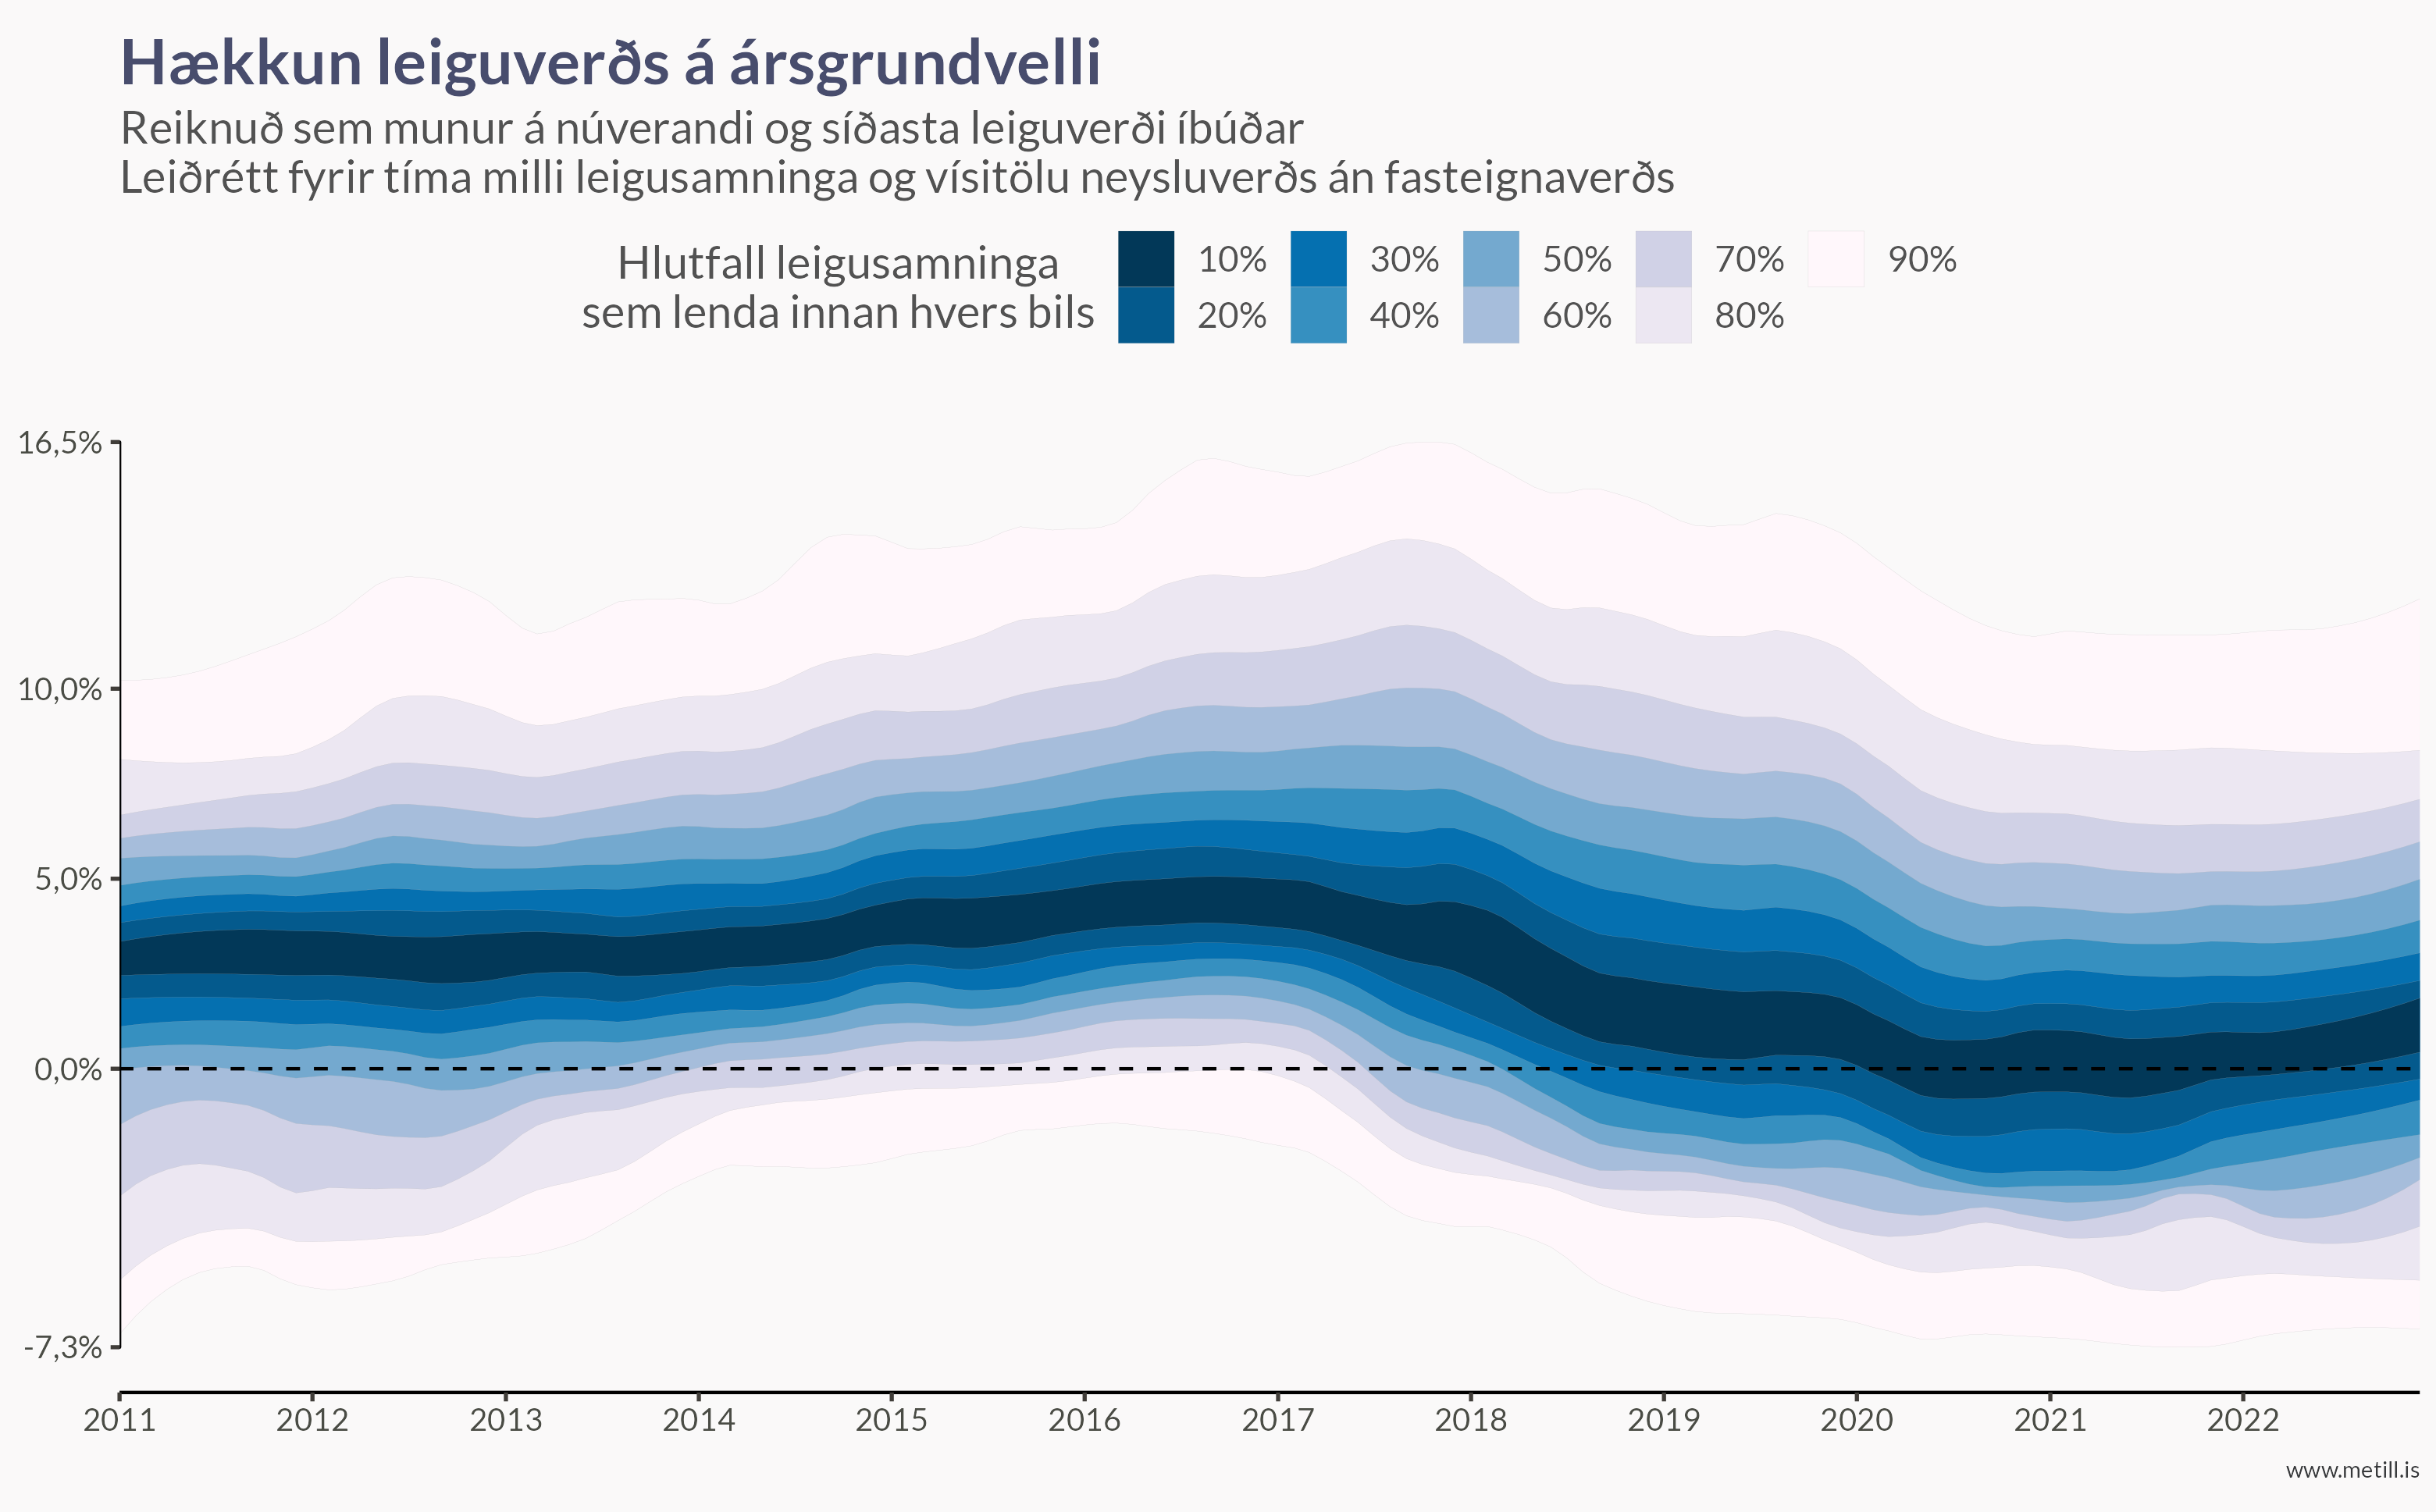 Hækkun leiguverðs á ársgrundvelli
Reiknuð sem munur á núverandi og síðasta leiguverði íbúðar
Leiðrétt fyrir tíma milli leigusamninga og vísitölu neysluverðs án fasteignaverðs
Hlutfall leigusamninga
sem lenda innan hvers bils
10% 30% 50% 70% 90%
20% 40% 60% 80%
16,5%
10,0%
5,0%
0,0%
-7,3%
2011 2012 2013 2014 2015 2016 2017 2018 2019 2020 2021 2022
www.metill.is